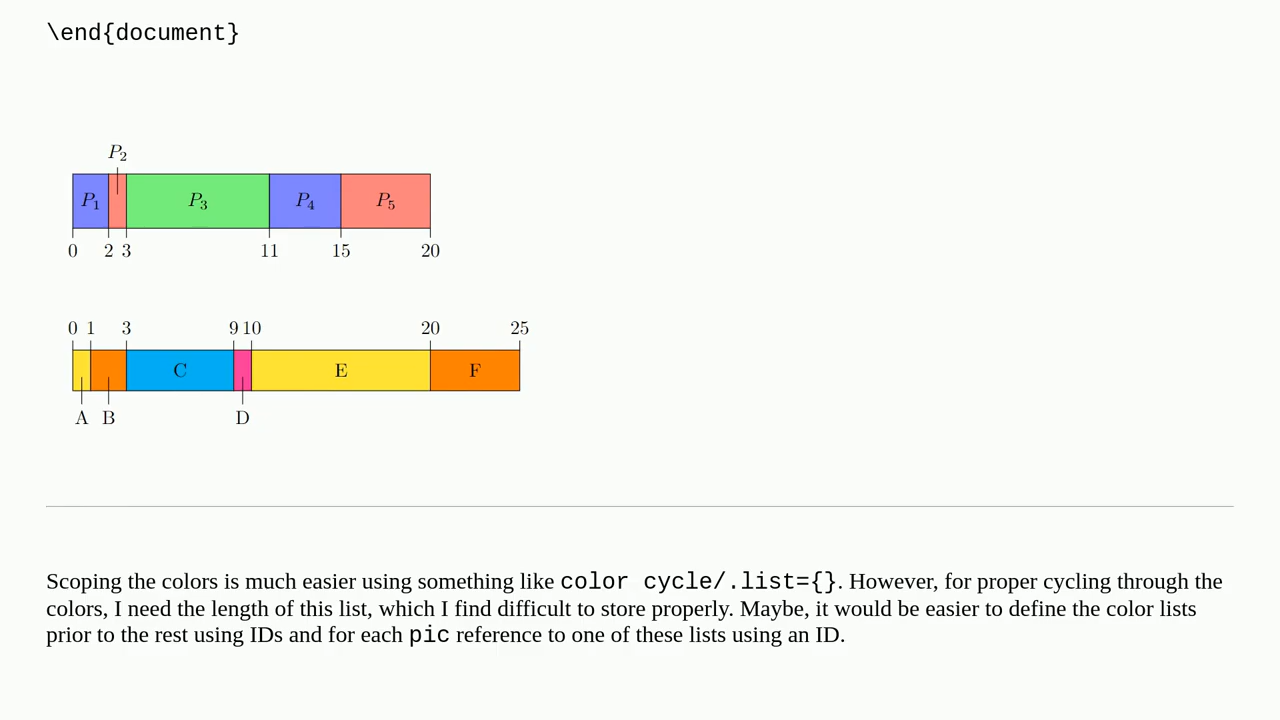 \end{document}
P2
P1 P3 P4 P5
0 2 3 11 15 20
0 1 3 9 10 20 25
C E F
A B D
Scoping the colors is much easier using something like color cycle/.list={}. However, for proper cycling through the
colors, I need the length of this list, which I find difficult to store properly. Maybe, it would be easier to define the color lists
prior to the rest using IDs and for each pic reference to one of these lists using an ID.